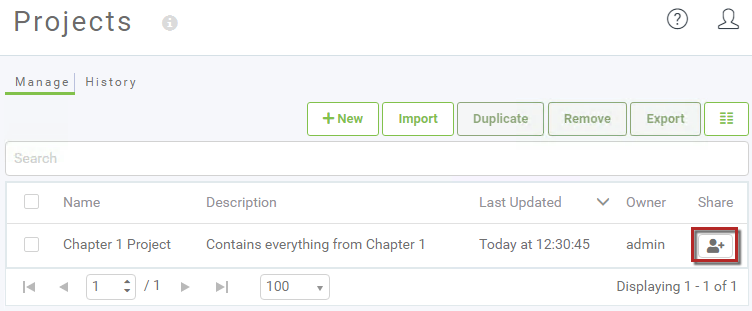 Projects
Manage History
+ New Import Duplicate Remove Export
Search
Name Description Last Updated Owner Share
Chapter 1 Project Contains everything from Chapter 1 Today at 12:30:45 admin
1 / 1 100 Displaying 1 - 1 of 1